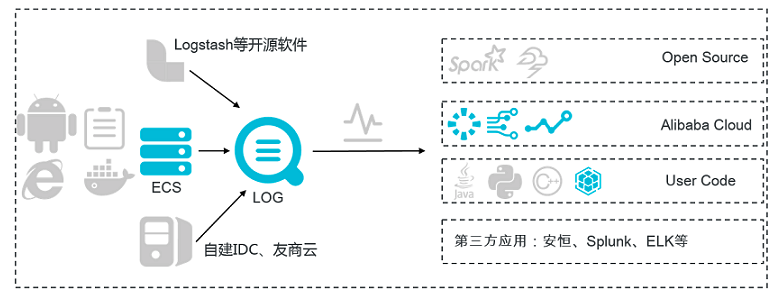 Logstash等开源软件
Spark
Open Source
Alibaba Cloud
ECS
LOG
Java
C++
User Code
自建IDC、友商云
第三方应用：安恒、Splunk、ELK等